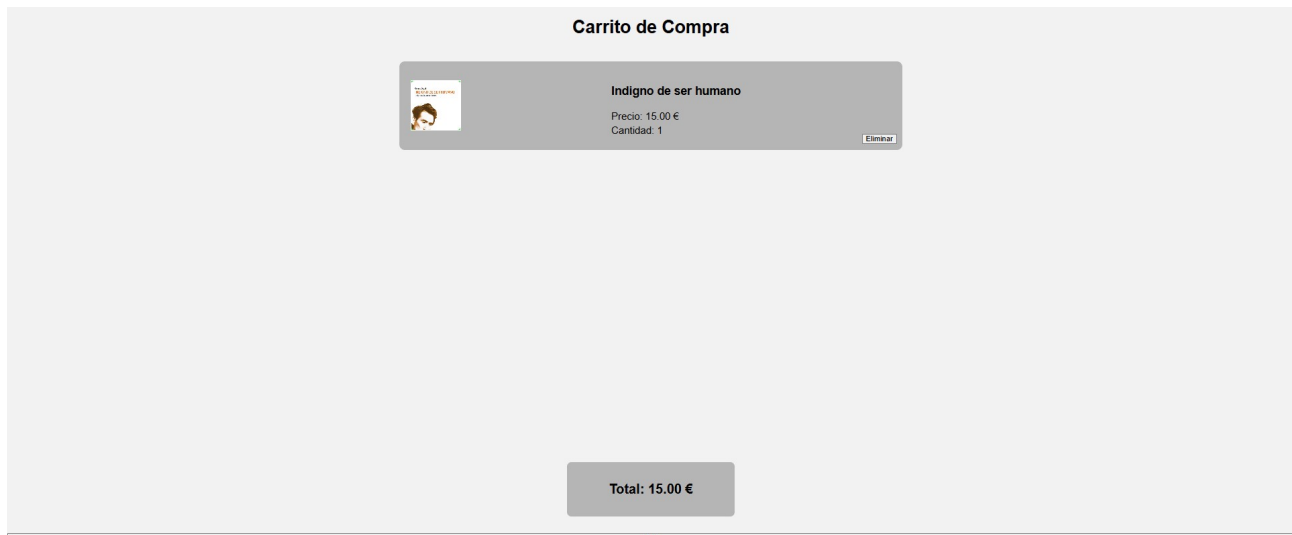 Carrito de Compra
Indigno de ser humano
Precio: 15.00 €
Cantidad: 1
Eliminar
Total: 15.00 €